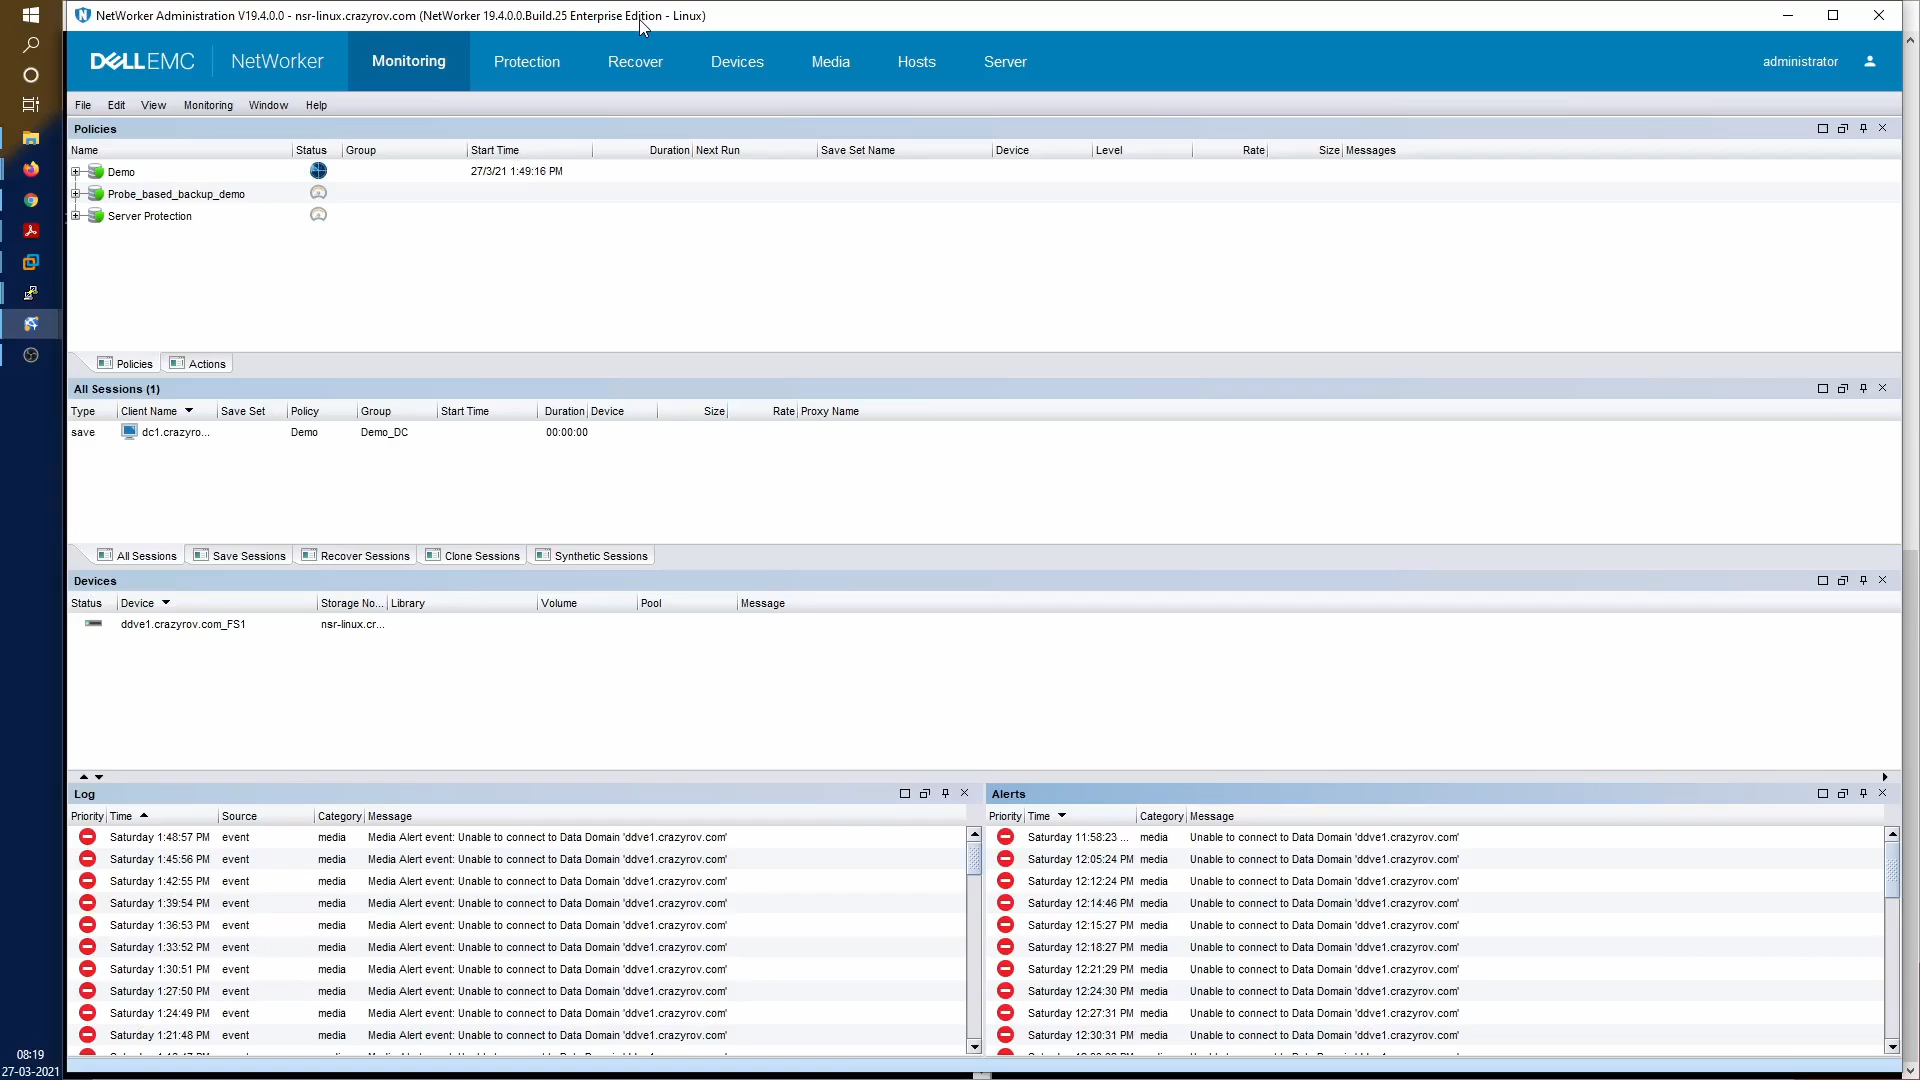 NetWorker Administration V19.4.0.0 - nsr-linux.crazyrov.com (NetWorker 19.4.0.0.Build.25 Enterprise Edition - Linux)
DELLEMC NetWorker Monitoring Protection Recover Devices Media Hosts Server administrator
File Edit View Monitoring Window Help
Policies
Name Status Group Start Time Duration Next Run Save Set Name Device Level Rate Size Messages
Demo 27/3/21 1:49:16 PM
Probe_based_backup_demo
Server Protection
Policies Actions
All Sessions (1)
Type Client Name Save Set Policy Group Start Time Duration Device Size Rate Proxy Name
save dc1.crazyro... Demo Demo_DC 00:00:00
All Sessions Save Sessions Recover Sessions Clone Sessions Synthetic Sessions
Devices
Status Device Storage No... Library Volume Pool Message
ddve1.crazyrov.com_FS1 nsr-linux.cr...
Log
Priority Time Source Category Message
Saturday 1:48:57 PM event media Media Alert event: Unable to connect to Data Domain 'ddve1.crazyrov.com'
Saturday 1:45:56 PM event media Media Alert event: Unable to connect to Data Domain 'ddve1.crazyrov.com'
Saturday 1:42:55 PM event media Media Alert event: Unable to connect to Data Domain 'ddve1.crazyrov.com'
Saturday 1:39:54 PM event media Media Alert event: Unable to connect to Data Domain 'ddve1.crazyrov.com'
Saturday 1:36:53 PM event media Media Alert event: Unable to connect to Data Domain 'ddve1.crazyrov.com'
Saturday 1:33:52 PM event media Media Alert event: Unable to connect to Data Domain 'ddve1.crazyrov.com'
Saturday 1:30:51 PM event media Media Alert event: Unable to connect to Data Domain 'ddve1.crazyrov.com'
Saturday 1:27:50 PM event media Media Alert event: Unable to connect to Data Domain 'ddve1.crazyrov.com'
Saturday 1:24:49 PM event media Media Alert event: Unable to connect to Data Domain 'ddve1.crazyrov.com'
Saturday 1:21:48 PM event media Media Alert event: Unable to connect to Data Domain 'ddve1.crazyrov.com'
Alerts
Priority Time Category Message
Saturday 11:58:23 ... media Unable to connect to Data Domain 'ddve1.crazyrov.com'
Saturday 12:05:24 PM media Unable to connect to Data Domain 'ddve1.crazyrov.com'
Saturday 12:12:24 PM media Unable to connect to Data Domain 'ddve1.crazyrov.com'
Saturday 12:14:46 PM media Unable to connect to Data Domain 'ddve1.crazyrov.com'
Saturday 12:15:27 PM media Unable to connect to Data Domain 'ddve1.crazyrov.com'
Saturday 12:18:27 PM media Unable to connect to Data Domain 'ddve1.crazyrov.com'
Saturday 12:21:29 PM media Unable to connect to Data Domain 'ddve1.crazyrov.com'
Saturday 12:24:30 PM media Unable to connect to Data Domain 'ddve1.crazyrov.com'
Saturday 12:27:31 PM media Unable to connect to Data Domain 'ddve1.crazyrov.com'
Saturday 12:30:31 PM media Unable to connect to Data Domain 'ddve1.crazyrov.com'
08:19
27-03-2021